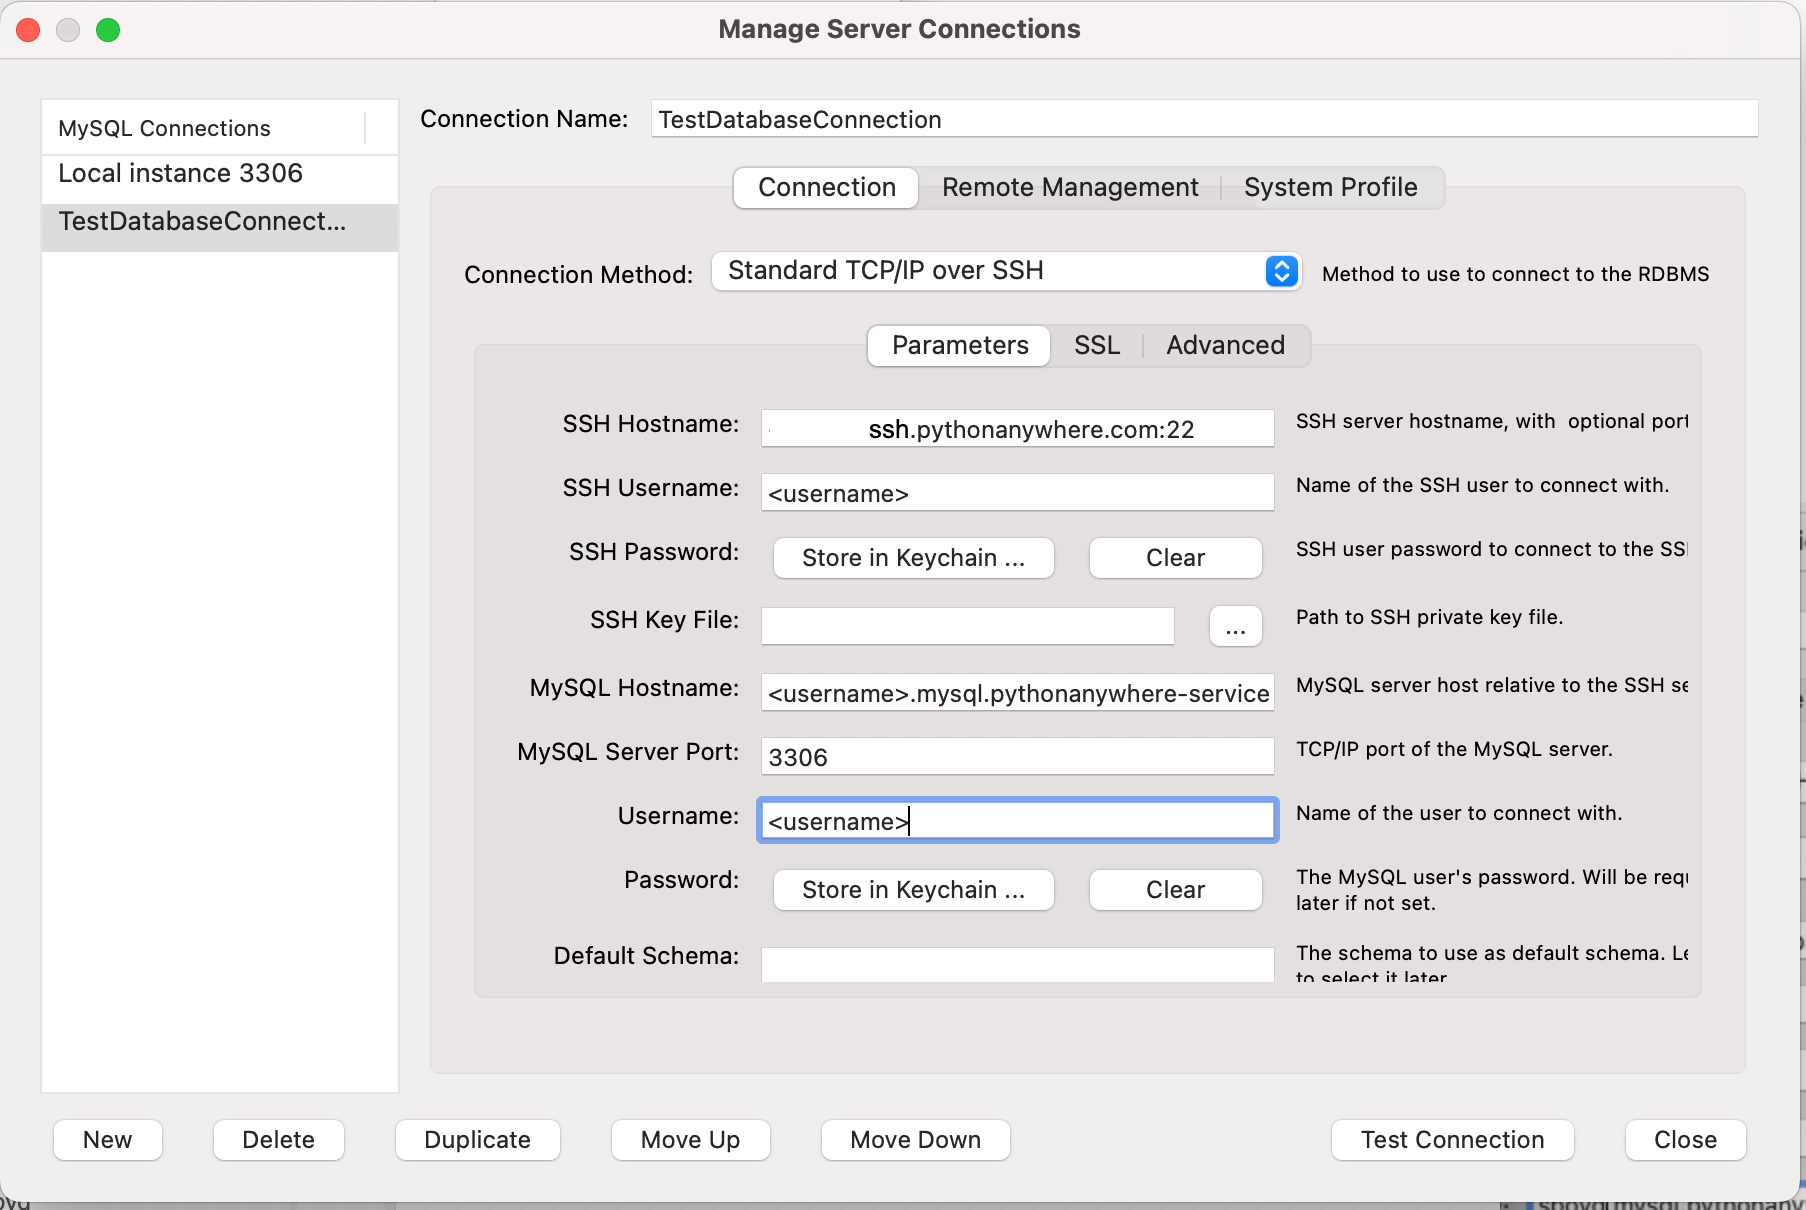 Manage Server Connections
MySQL Connections
Local instance 3306
TestDatabaseConnect...
Connection Name: TestDatabaseConnection
Connection Remote Management System Profile
Connection Method: Standard TCP/IP over SSH Method to use to connect to the RDBMS
Parameters SSL Advanced
SSH Hostname: ssh.pythonanywhere.com:22 SSH server hostname, with optional port
SSH Username: <username> Name of the SSH user to connect with.
SSH Password: Store in Keychain ... Clear SSH user password to connect to the
SSH Key File: ... Path to SSH private key file.
MySQL Hostname: <username>.mysql.pythonanywhere-service MySQL server host relative to the SSH
MySQL Server Port: 3306 TCP/IP port of the MySQL server.
Username: <username> Name of the user to connect with.
Password: Store in Keychain ... Clear The MySQL user's password. Will be
later if not set.
Default Schema: The schema to use as default schema.
to select it later
New Delete Duplicate Move Up Move Down Test Connection Close